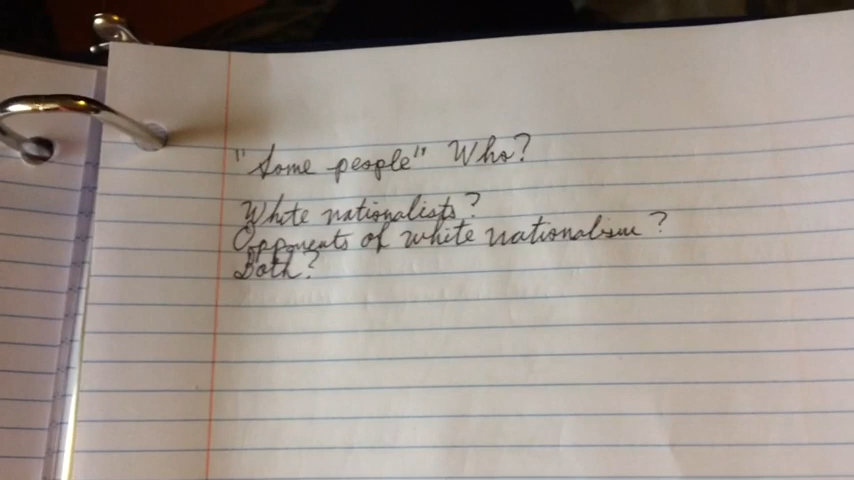 "Some people" Who?
White nationalists?
Opponents of white nationalism?
Both?